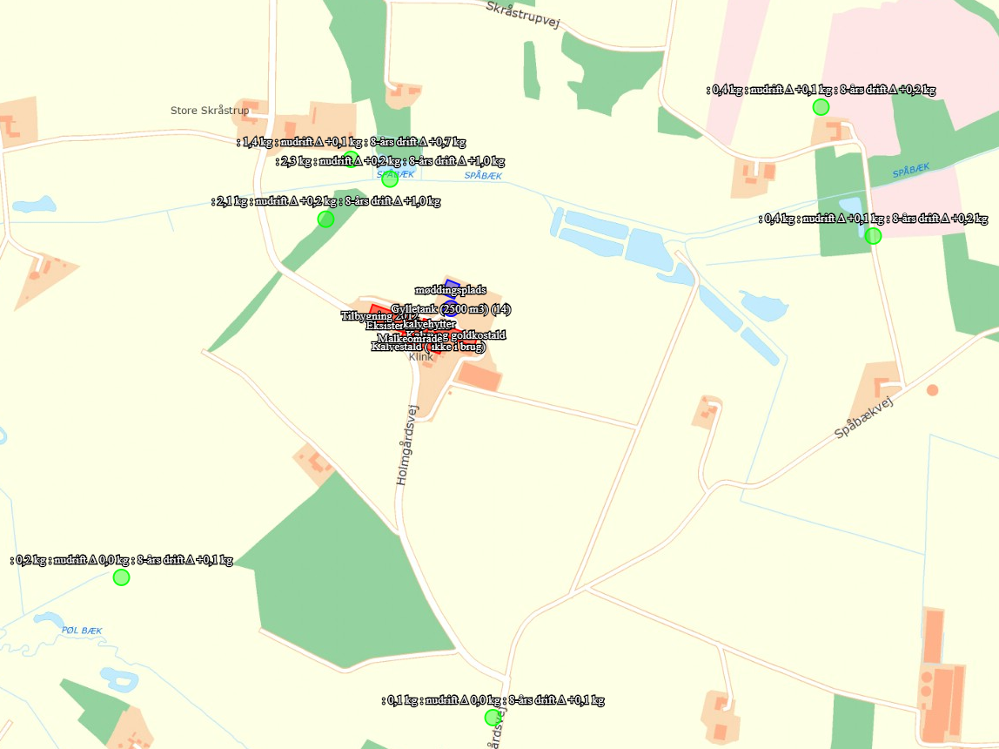 Skråstrupvej
: 0,4 kg : nudrift Δ +0,1 kg : 8-års drift Δ +0,2 kg
Store Skråstrup
: 1,4 kg : nudrift Δ +0,1 kg : 8-års drift Δ +0,7 kg
: 2,3 kg : nudrift Δ +0,2 kg : 8-års drift Δ +1,0 kg
SPÅBÆK
SPÅBÆK
SPÅBÆK
: 2,1 kg : nudrift Δ +0,2 kg : 8-års drift Δ +1,0 kg
: 0,4 kg : nudrift Δ +0,1 kg : 8-års drift Δ +0,2 kg
møddingsplads
Gylletank (2500 m3) (14)
Tilbygning
kalvehytter
goldkostald
Malkeområde
Kalvestald ( ikke i brug)
Klink
Holmgårdsvej
Spåbækvej
: 0,2 kg : nudrift Δ 0,0 kg : 8-års drift Δ +0,1 kg
PØL BÆK
: 0,1 kg : nudrift Δ 0,0 kg : 8-års drift Δ +0,1 kg
årdsvej